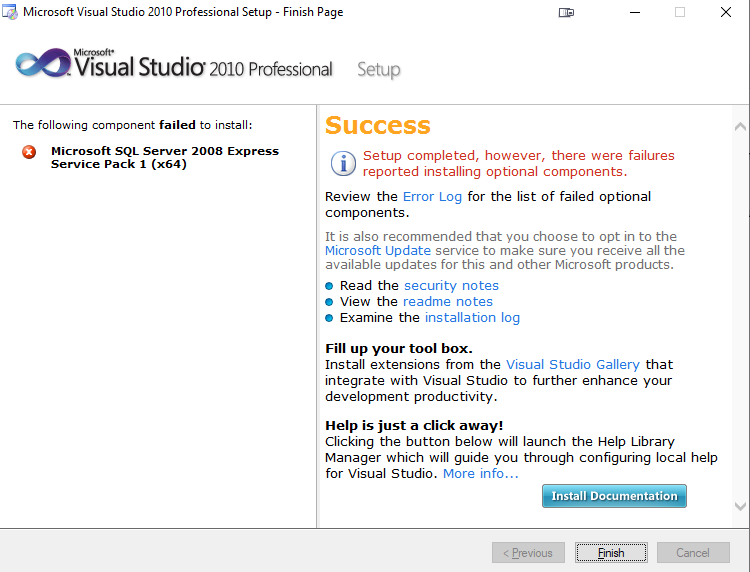 Microsoft Visual Studio 2010 Professional Setup - Finish Page
Microsoft®
Visual Studio® 2010 Professional Setup
The following component failed to install:
Microsoft SQL Server 2008 Express
Service Pack 1 (x64)
Success
Setup completed, however, there were failures
reported installing optional components.
Review the Error Log for the list of failed optional
components.
It is also recommended that you choose to opt in to the
Microsoft Update service to make sure you receive all the
available updates for this and other Microsoft products.
Read the security notes
View the readme notes
Examine the installation log
Fill up your tool box.
Install extensions from the Visual Studio Gallery that
integrate with Visual Studio to further enhance your
development productivity.
Help is just a click away!
Clicking the button below will launch the Help Library
Manager which will guide you through configuring local help
for Visual Studio. More info...
Install Documentation
< Previous
Finish
Cancel